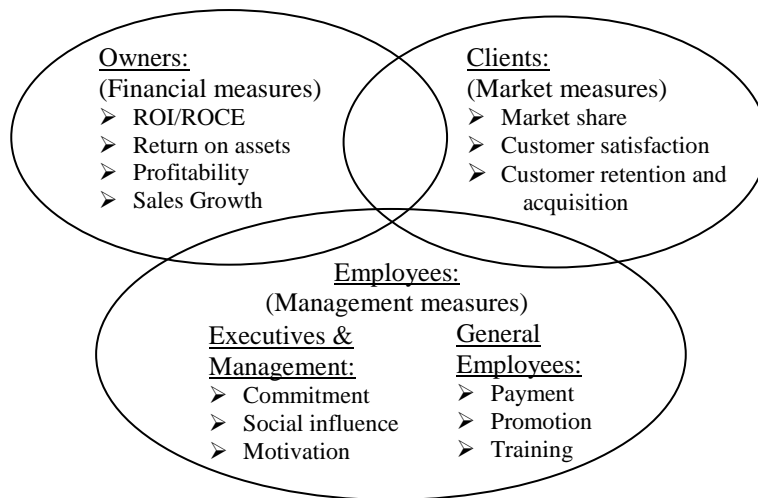 Owners:
(Financial measures)
➢ ROI/ROCE
➢ Return on assets
➢ Profitability
➢ Sales Growth
Clients:
(Market measures)
➢ Market share
➢ Customer satisfaction
➢ Customer retention and
acquisition
Employees:
(Management measures)
Executives &
Management:
➢ Commitment
➢ Social influence
➢ Motivation
General
Employees:
➢ Payment
➢ Promotion
➢ Training